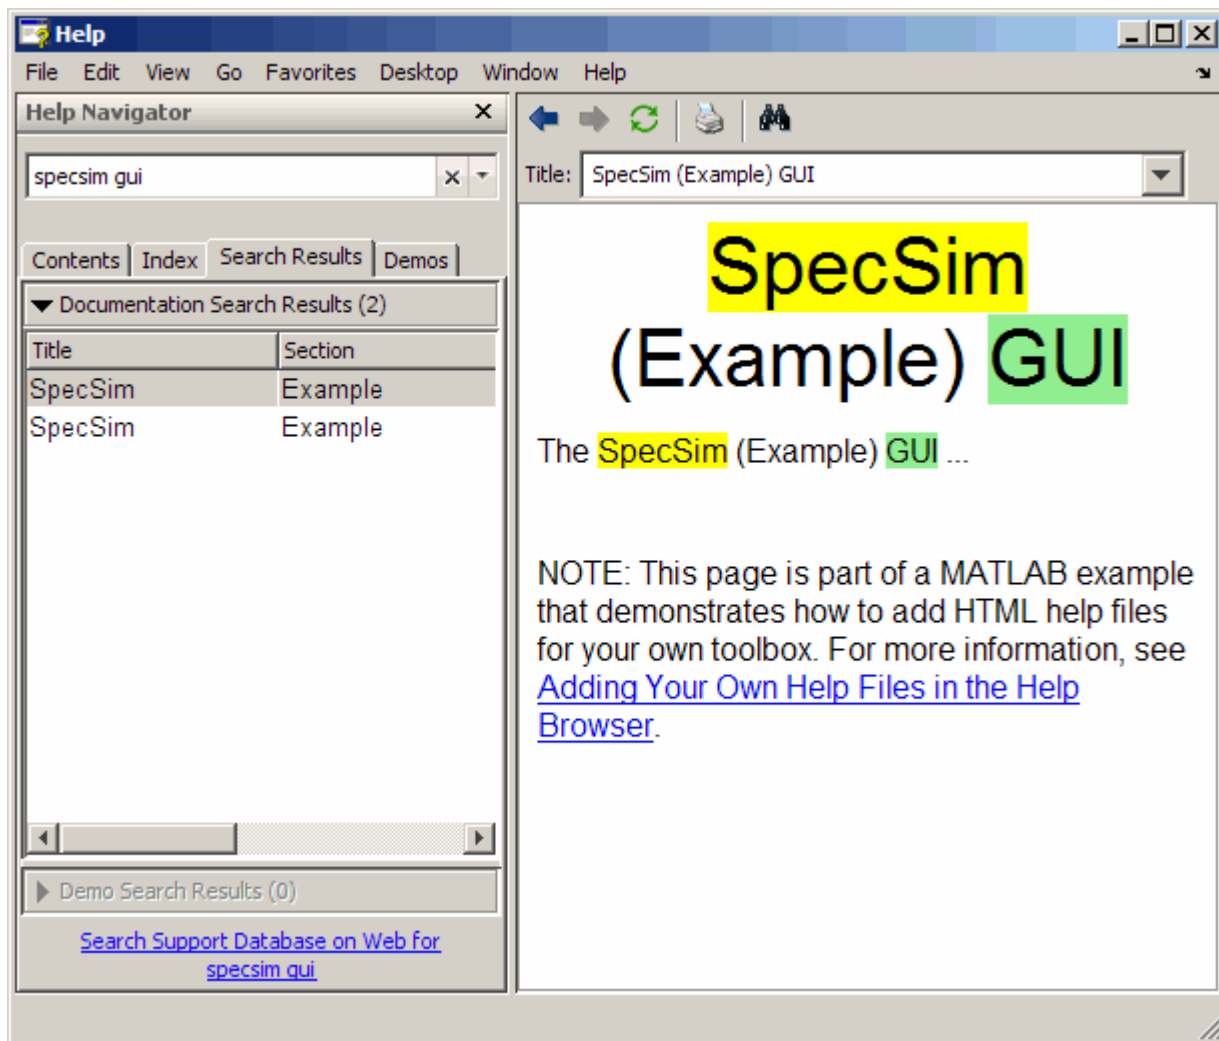 Help
File Edit View Go Favorites Desktop Window Help
Help Navigator
specsim gui
Contents Index Search Results Demos
Documentation Search Results (2)
Title Section
SpecSim Example
SpecSim Example
Demo Search Results (0)
Search Support Database on Web for
specsim gui
Title: SpecSim (Example) GUI
SpecSim
(Example) GUI
The SpecSim (Example) GUI ...
NOTE: This page is part of a MATLAB example
that demonstrates how to add HTML help files
for your own toolbox. For more information, see
Adding Your Own Help Files in the Help
Browser.